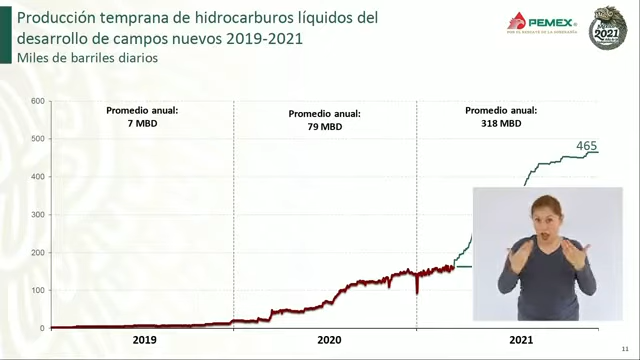 Producción temprana de hidrocarburos líquidos del
desarrollo de campos nuevos 2019-2021
Miles de barriles diarios
PEMEX
2021
Promedio anual:
7 MBD
Promedio anual:
79 MBD
Promedio anual:
318 MBD
600
500
400
300
200
100
0
465
2019
2020
2021
11